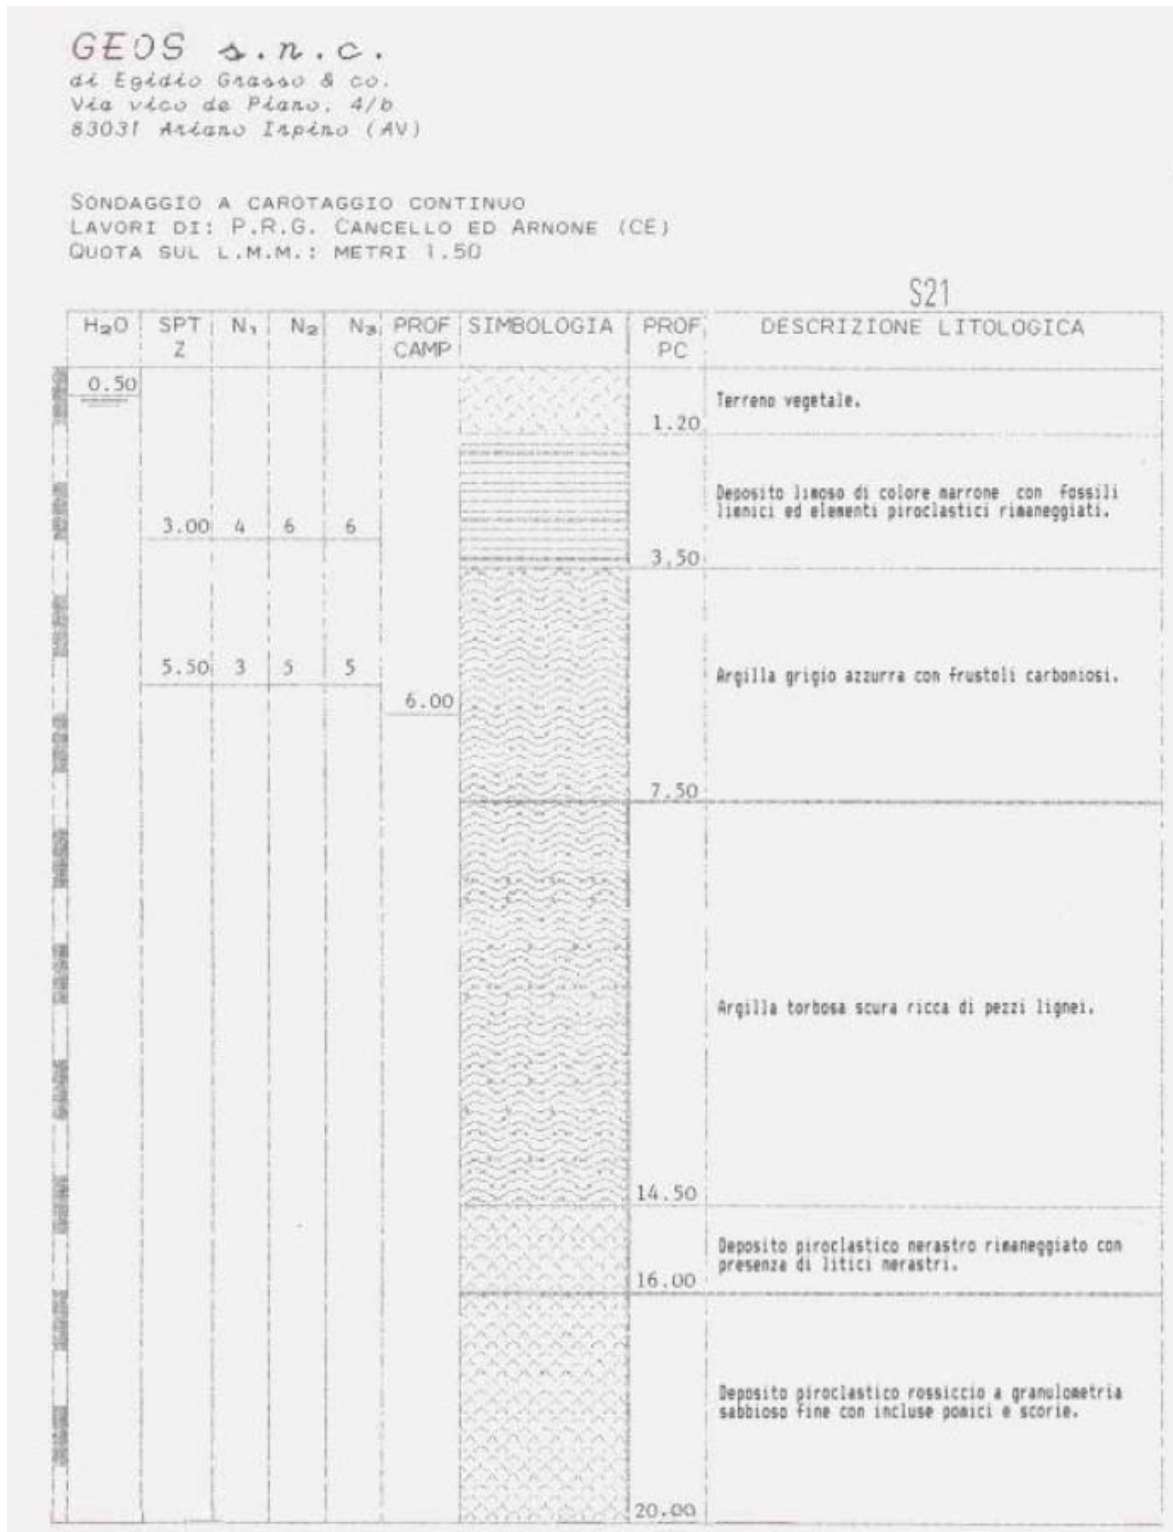 GEOS s.n.c.
di Egidio Grasso & co.
Via vico de Piano, 4/b
83031 Ariano Irpino (AV)
SONDAGGIO A CAROTAGGIO CONTINUO
LAVORI DI: P.R.G. CANCELLO ED ARNONE (CE)
QUOTA SUL L.M.M.: METRI 1.50
S21
H₂O SPT Z N₁ N₂ N₃ PROF CAMP SIMBOLOGIA PROF. PC DESCRIZIONE LITOLOGICA
0.50
Terreno vegetale.
1.20
Deposito limoso di colore marrone con fossili
lignici ed elementi piroclastici rimaneggiati.
3.00 4 6 6
3.50
5.50 3 5 5
Argilla grigio azzurra con frustoli carboniosi.
6.00
7.50
Argilla torbosa scura ricca di pezzi lignei.
14.50
Deposito piroclastico nerastro rimaneggiato con
presenza di litici nerastri.
16.00
Deposito piroclastico rossiccio a granulometria
sabbioso fine con incluse pomici e scorie.
20.00